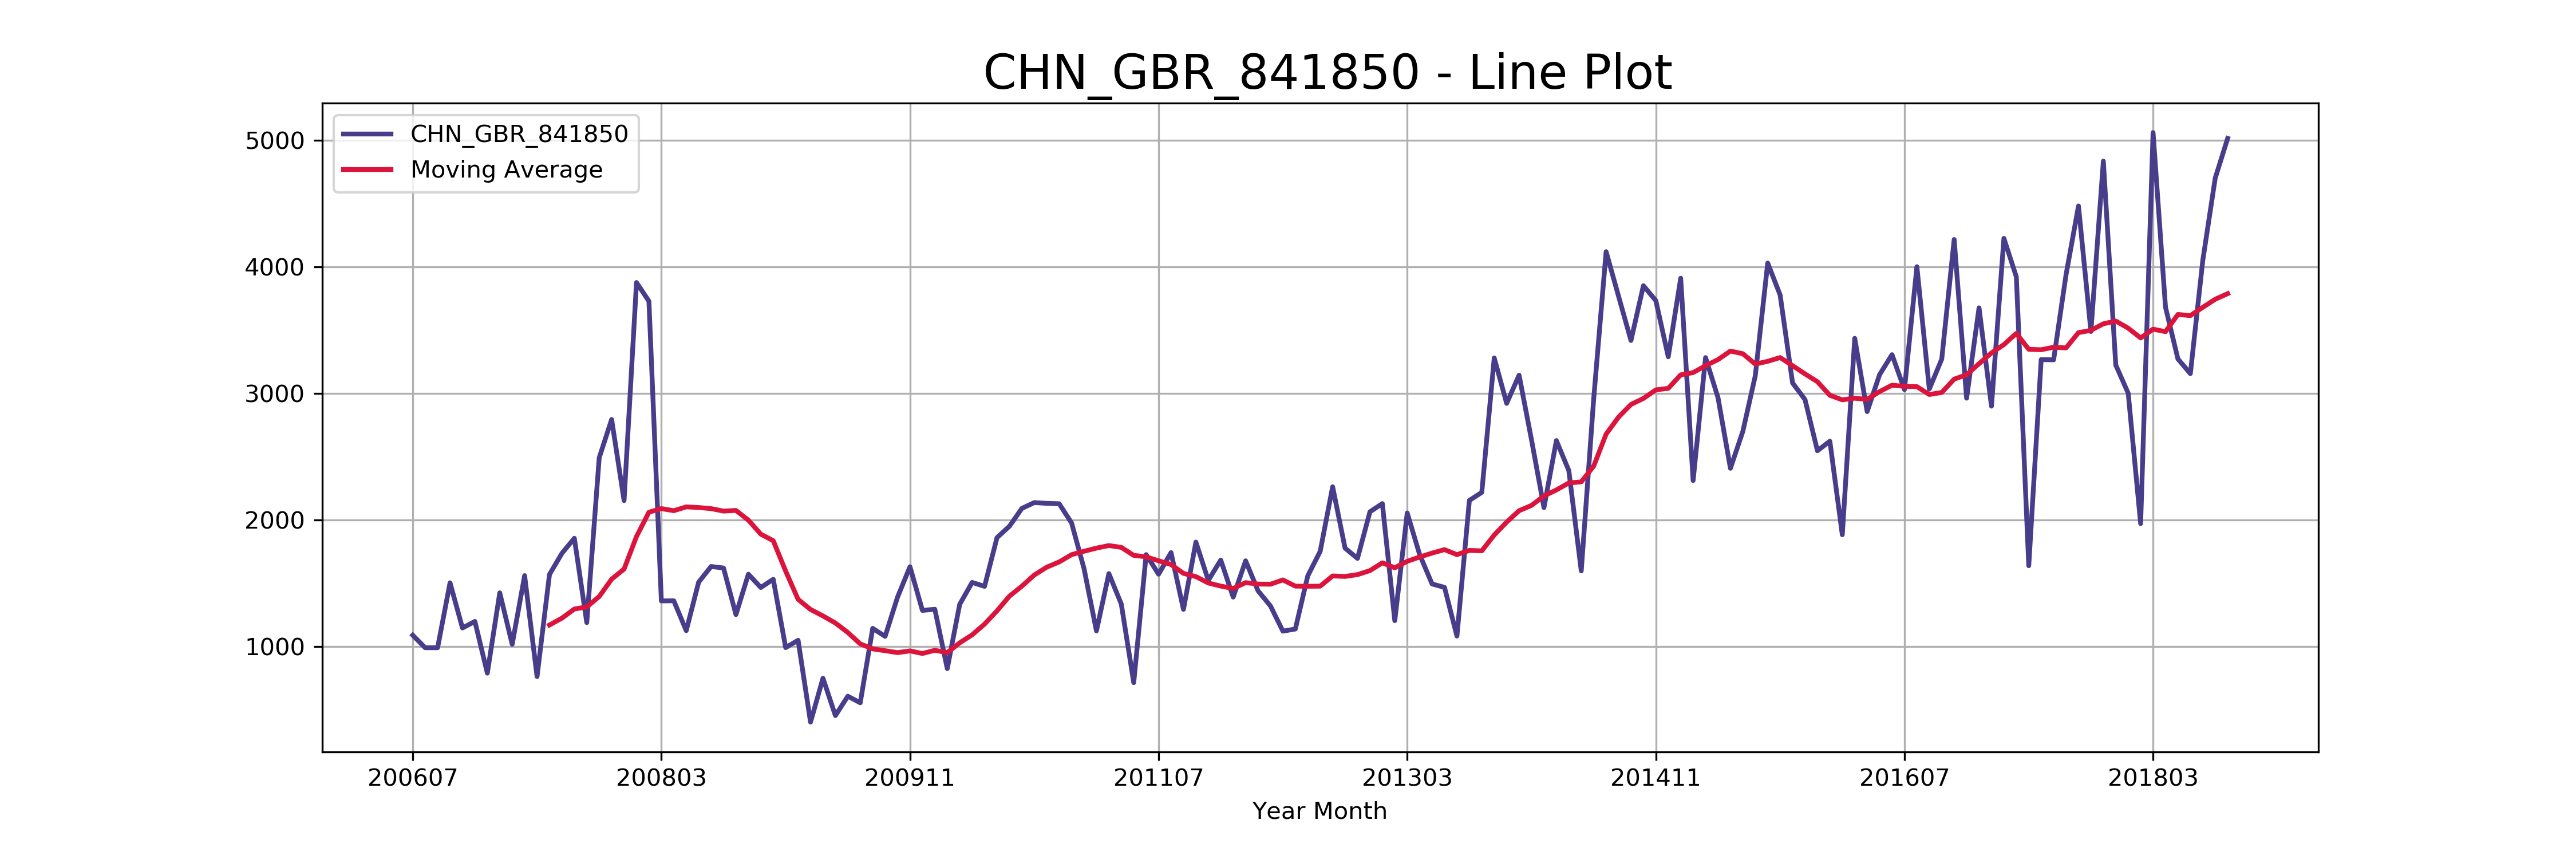 CHN_GBR_841850 - Line Plot
CHN_GBR_841850
Moving Average
5000
4000
3000
2000
1000
200607 200803 200911 201107 201303 201411 201607 201803
Year Month